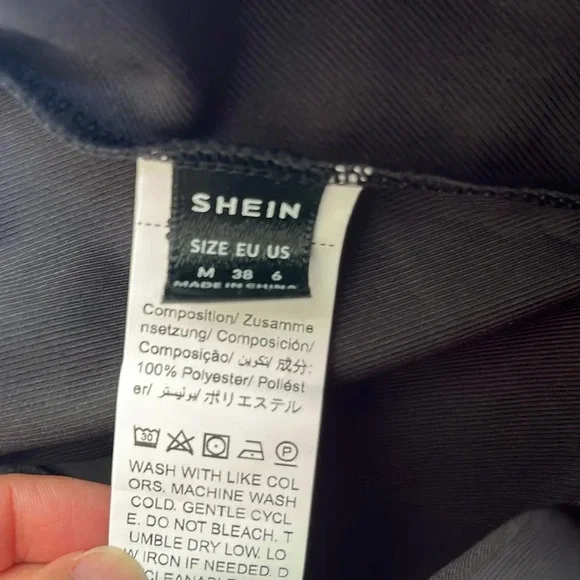 SHEIN
SIZE EU US
M 38 6
MADE IN CHINA
Composition/ Zusamme
nsetzung/ Composición/
Composição/ تكوين/ 成分:
100% Polyester/ Poliést
er/ بوليستر/ ポリエステル
30 P
WASH WITH LIKE COL
ORS. MACHINE WASH
COLD. GENTLE CYCL
E. DO NOT BLEACH. T
UMBLE DRY LOW. LO
W IRON IF NEEDED. D
CLEANABLE